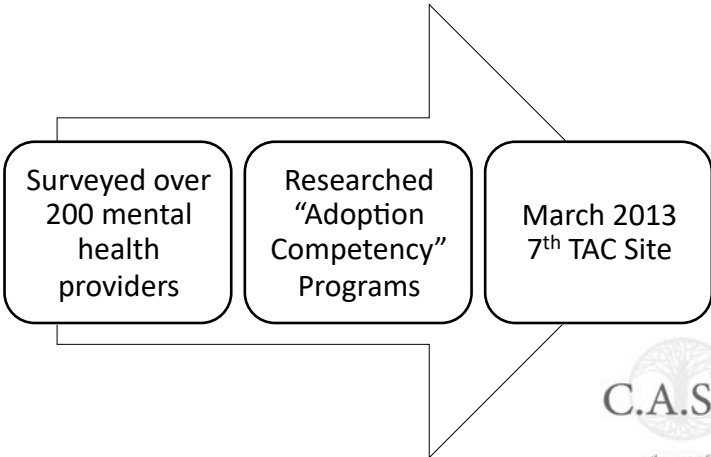 Surveyed over
200 mental
health
providers
Researched
“Adoption
Competency”
Programs
March 2013
7th TAC Site
C.A.S